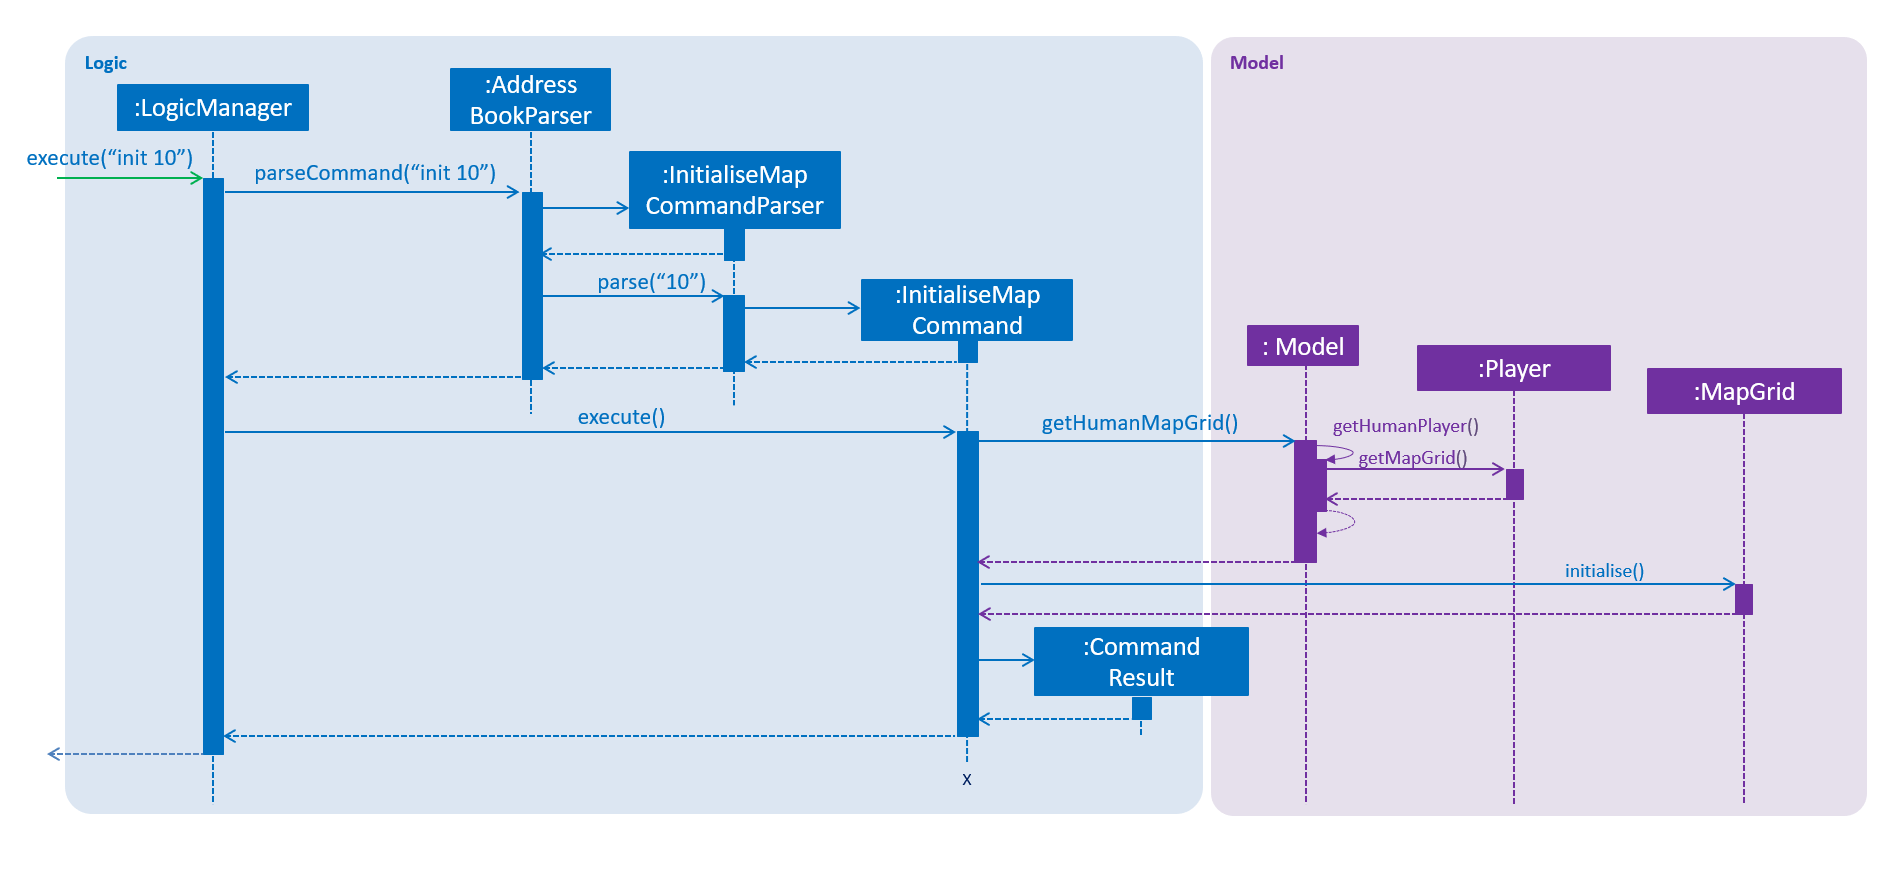 Logic
Model
:LogicManager
:Address
BookParser
execute(“init 10”)
parseCommand(“init 10”)
:InitialiseMap
CommandParser
parse(“10”)
:InitialiseMap
Command
: Model
:Player
:MapGrid
execute()
getHumanMapGrid()
getHumanPlayer()
getMapGrid()
initialise()
:Command
Result
x